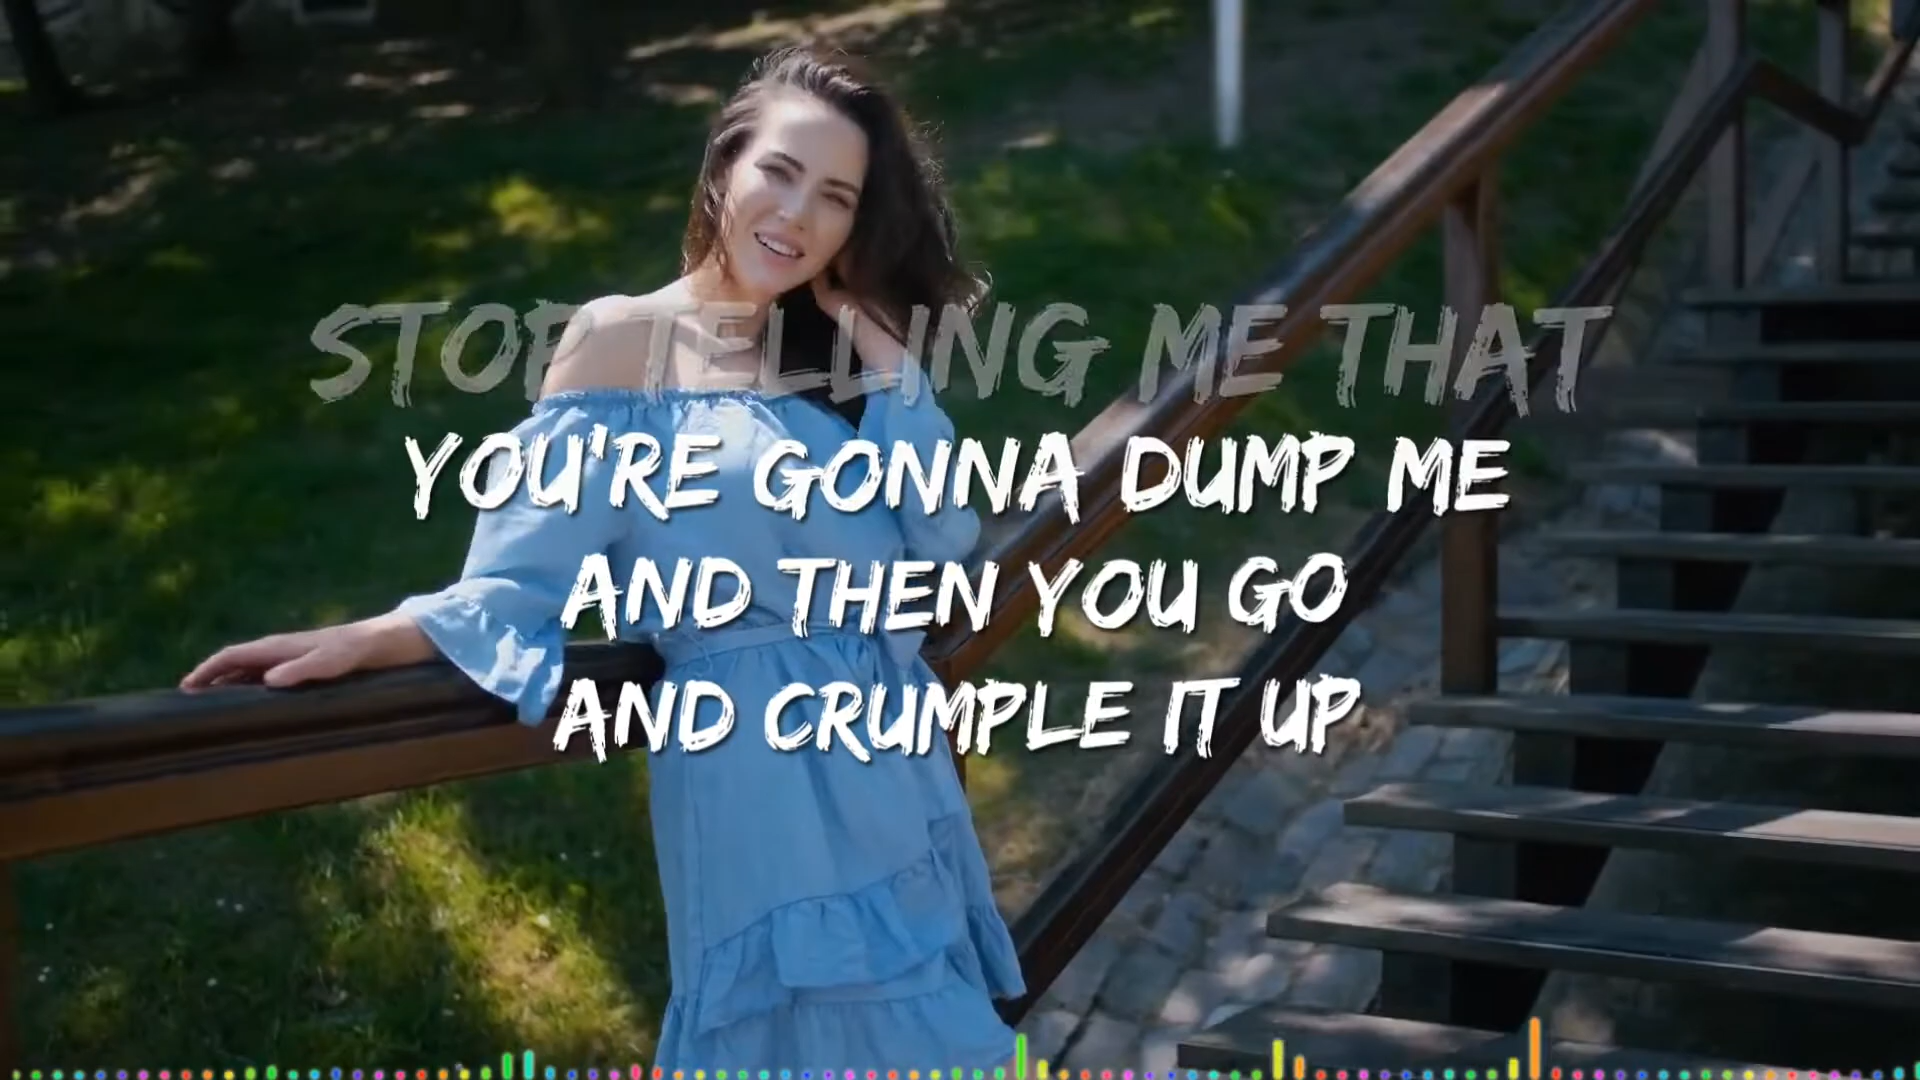 STOP TELLING ME THAT
YOU'RE GONNA DUMP ME
AND THEN YOU GO
AND CRUMPLE IT UP